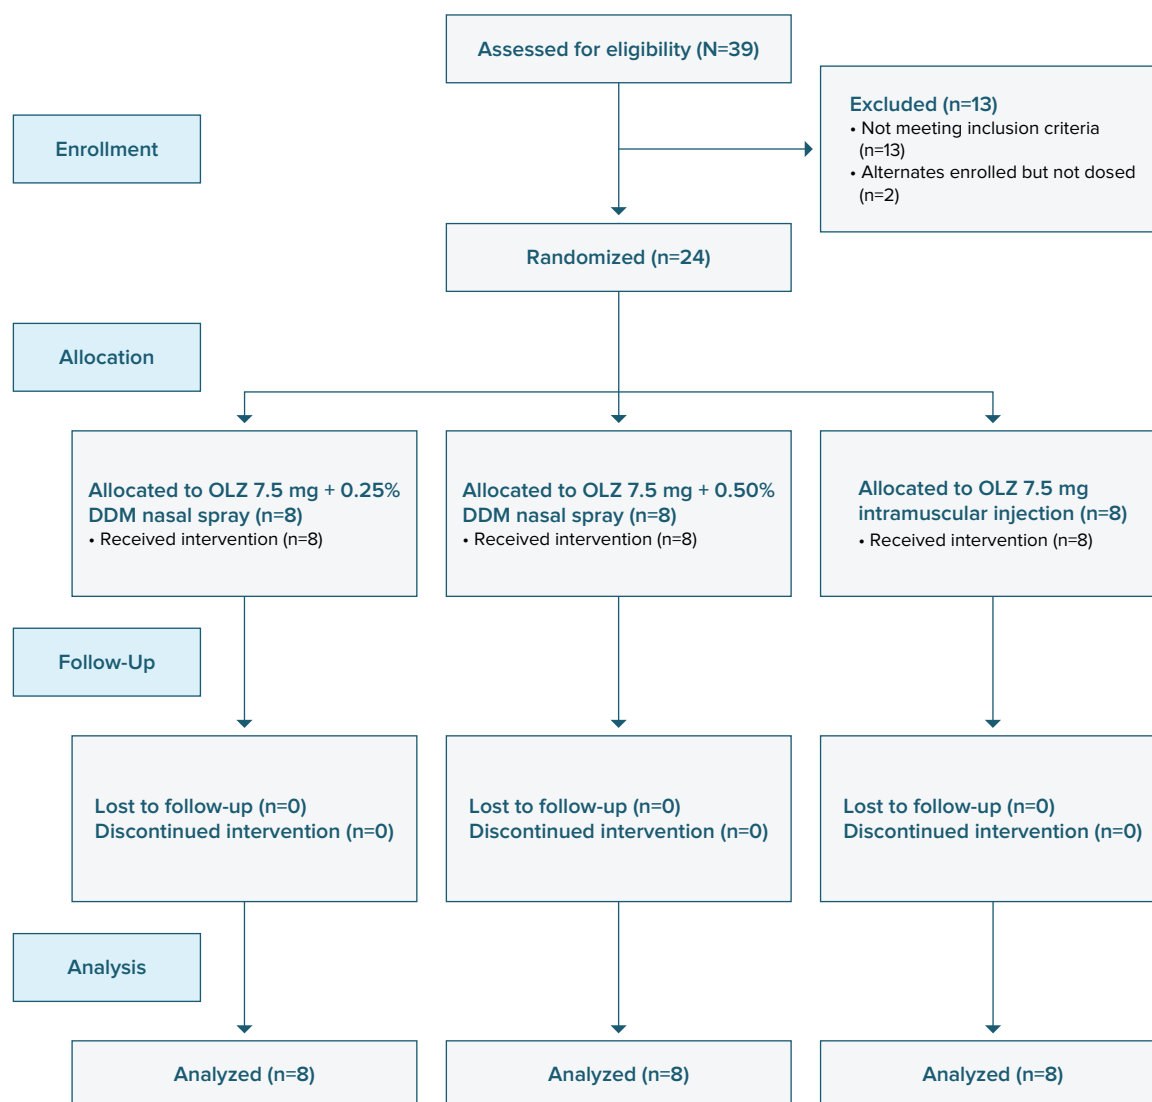 Assessed for eligibility (N=39)
Excluded (n=13)
• Not meeting inclusion criteria
(n=13)
• Alternates enrolled but not dosed
(n=2)
Enrollment
Randomized (n=24)
Allocation
Allocated to OLZ 7.5 mg + 0.25%
DDM nasal spray (n=8)
• Received intervention (n=8)
Allocated to OLZ 7.5 mg + 0.50%
DDM nasal spray (n=8)
• Received intervention (n=8)
Allocated to OLZ 7.5 mg
intramuscular injection (n=8)
• Received intervention (n=8)
Follow-Up
Lost to follow-up (n=0)
Discontinued intervention (n=0)
Lost to follow-up (n=0)
Discontinued intervention (n=0)
Lost to follow-up (n=0)
Discontinued intervention (n=0)
Analysis
Analyzed (n=8)
Analyzed (n=8)
Analyzed (n=8)